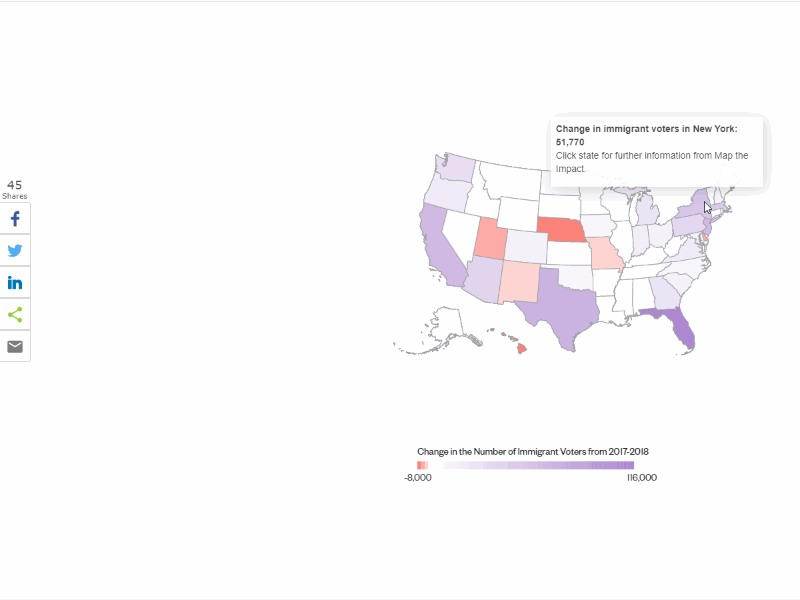 Change in immigrant voters in New York:
51,770
Click state for further information from Map the
Impact.
45
Shares
Change in the Number of Immigrant Voters from 2017-2018
-8,000
116,000